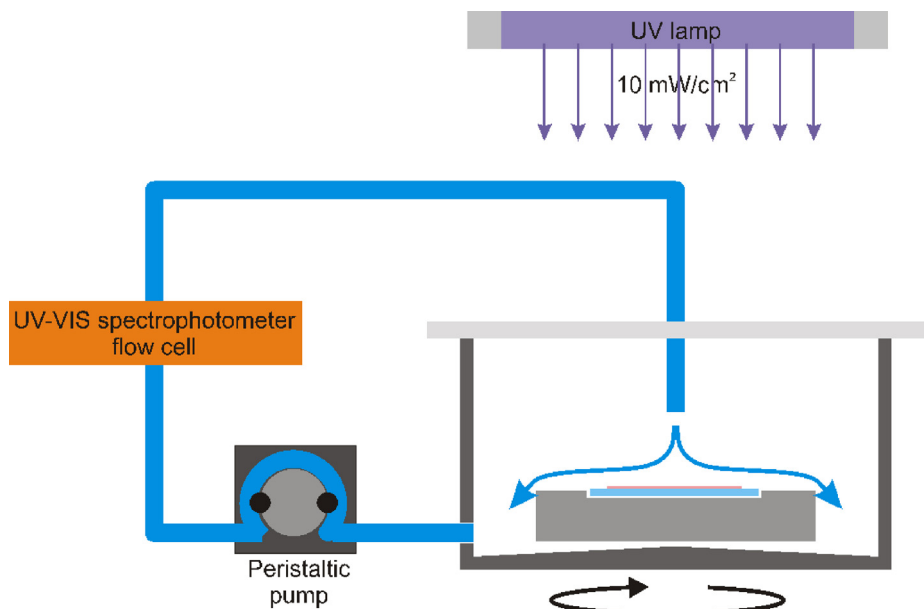 UV lamp
10 mW/cm²
UV-VIS spectrophotometer
flow cell
Peristaltic
pump